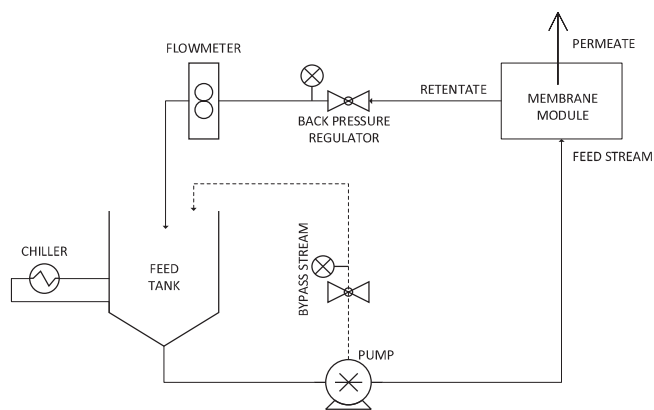 PERMEATE
FLOWMETER
RETENTATE
MEMBRANE
MODULE
BACK PRESSURE
REGULATOR
FEED STREAM
CHILLER
FEED
TANK
BYPASS STREAM
PUMP